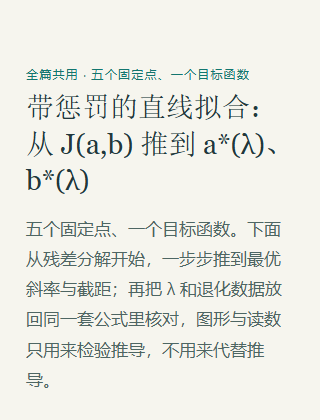 全篇共用 · 五个固定点、一个目标函数
带惩罚的直线拟合：
从 J(a,b) 推到 a*(λ)、
b*(λ)
五个固定点、一个目标函数。下面
从残差分解开始，一步步推到最优
斜率与截距；再把 λ 和退化数据放
回同一套公式里核对，图形与读数
只用来检验推导，不用来代替推
导。